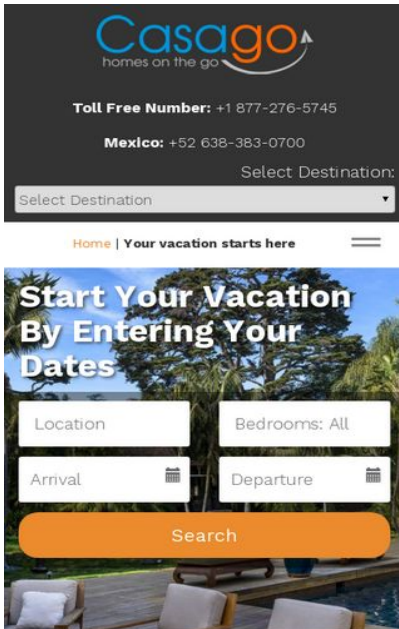 Casago
homes on the go
Toll Free Number: +1 877-276-5745
Mexico: +52 638-383-0700
Select Destination:
Select Destination
Home | Your vacation starts here
Start Your Vacation
By Entering Your
Dates
Location
Bedrooms: All
Arrival
Departure
Search